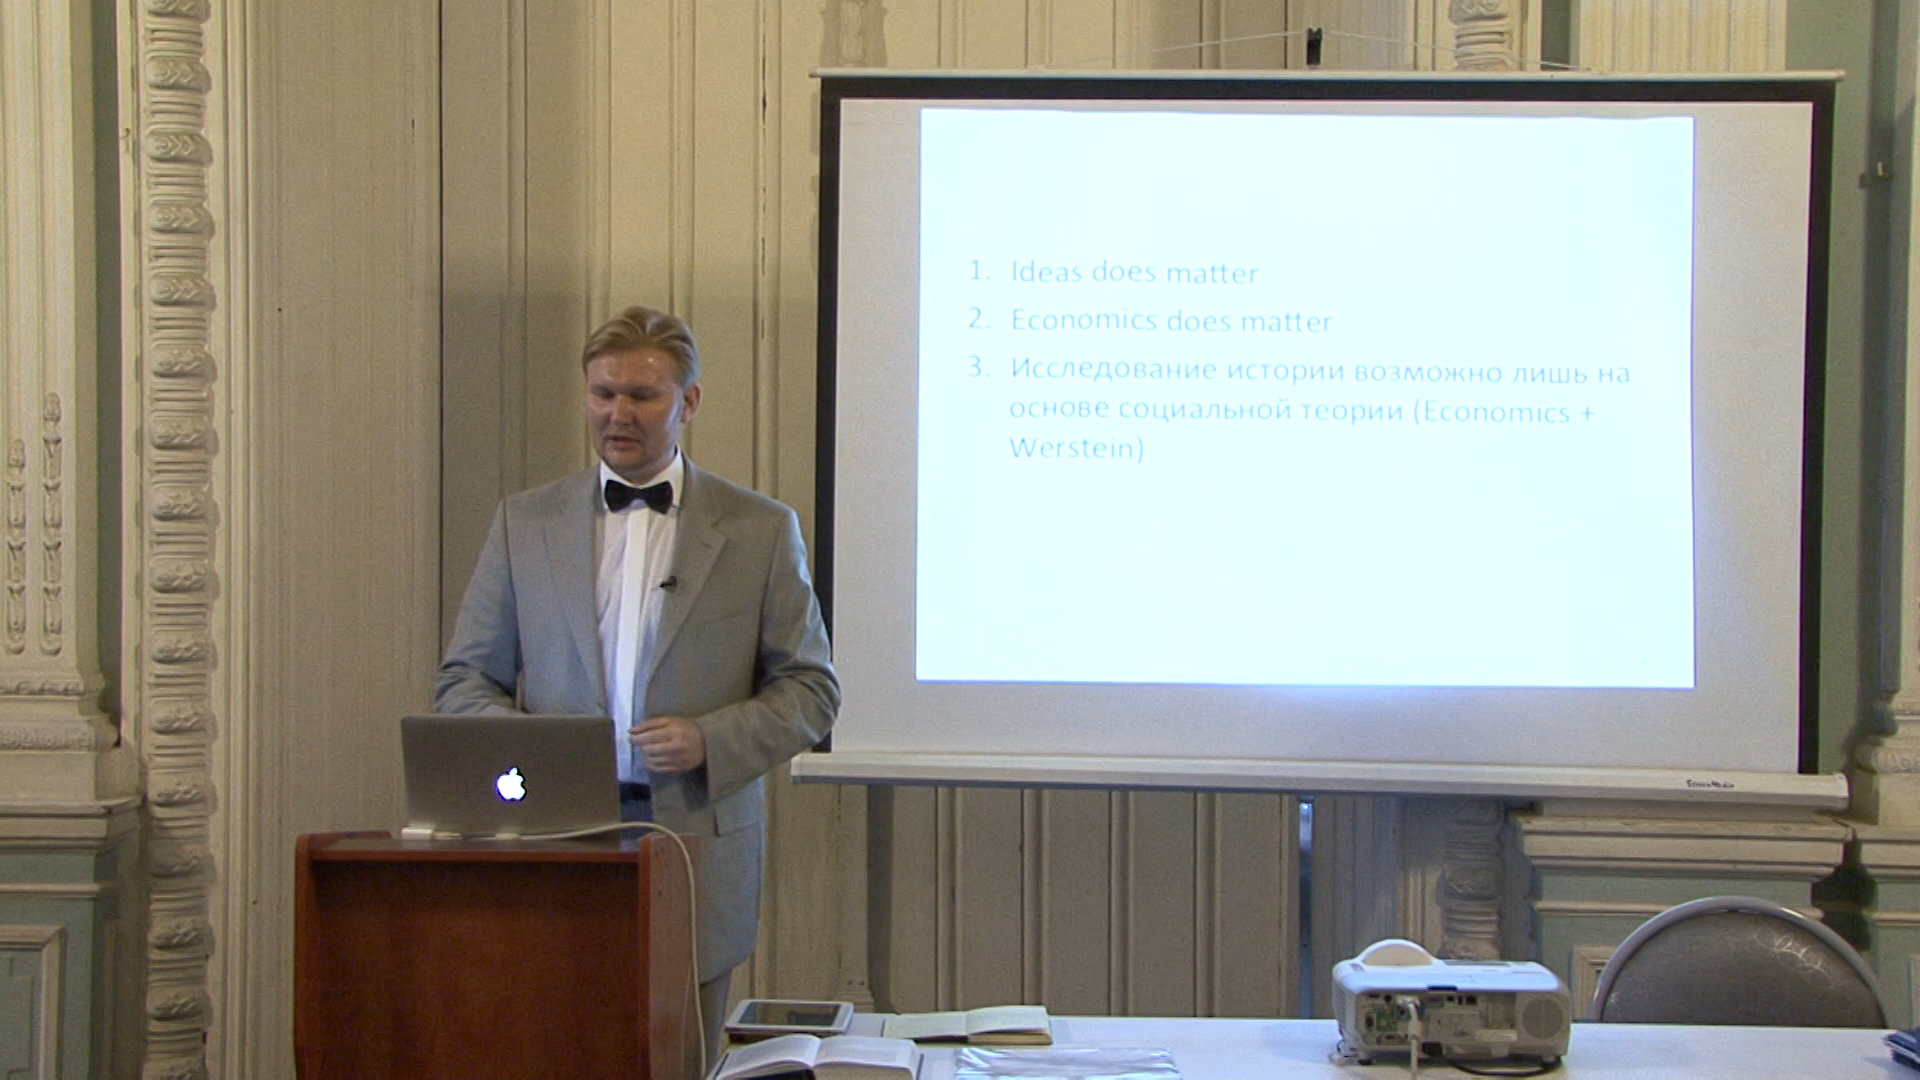 1. Ideas does matter
2. Economics does matter
3. Исследование истории возможно лишь на
основе социальной теории (Economics +
Werstein)